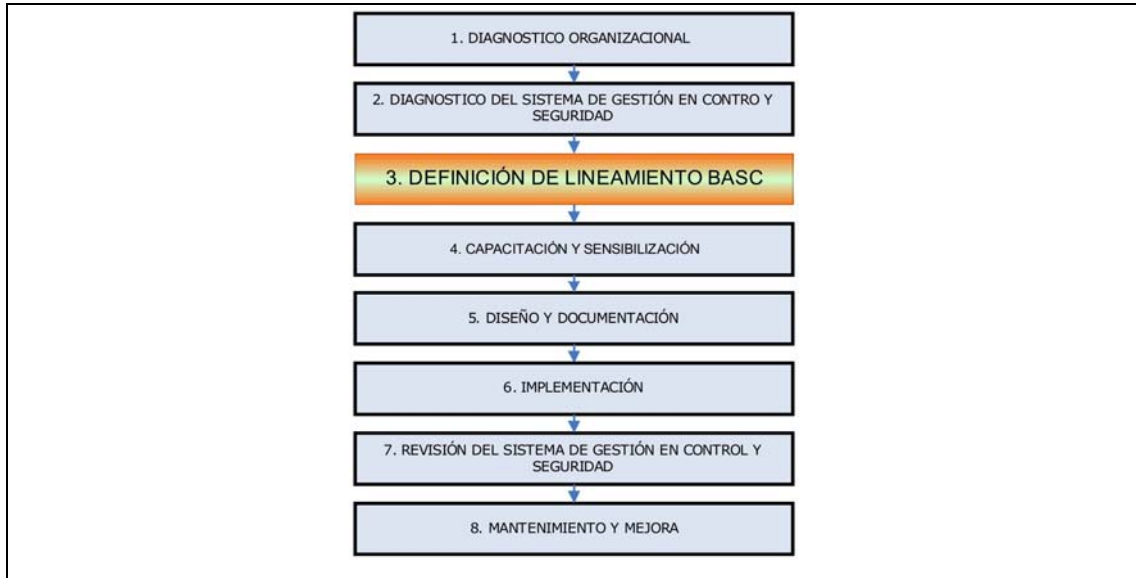 1. DIAGNOSTICO ORGANIZACIONAL
2. DIAGNOSTICO DEL SISTEMA DE GESTIÓN EN CONTRO Y
SEGURIDAD
3. DEFINICIÓN DE LINEAMIENTO BASC
4. CAPACITACIÓN Y SENSIBILIZACIÓN
5. DISEÑO Y DOCUMENTACIÓN
6. IMPLEMENTACIÓN
7. REVISIÓN DEL SISTEMA DE GESTIÓN EN CONTROL Y
SEGURIDAD
8. MANTENIMIENTO Y MEJORA